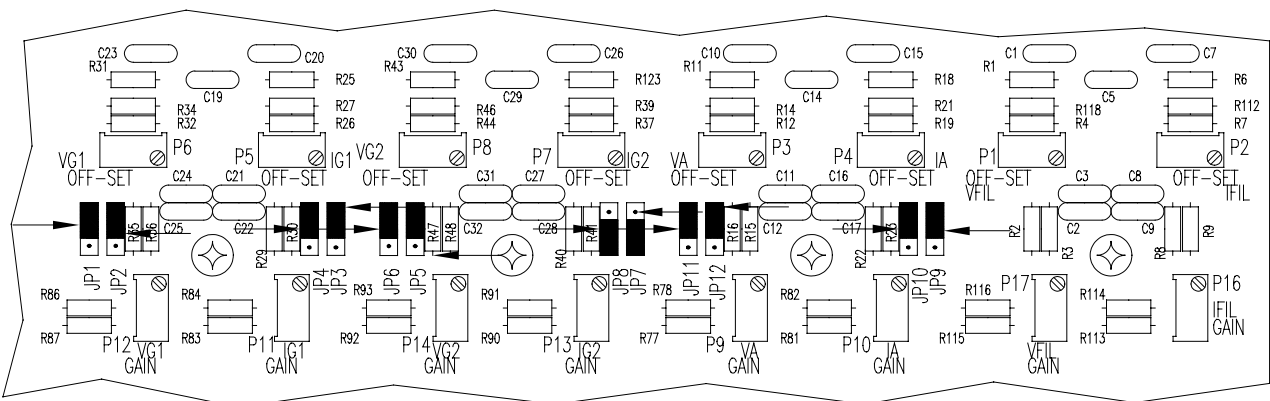 C23 C20 C30 C26 C10 C15 C1 C7
R31 R25 R43 R123 R11 R18 R1 R6
C19 C29 C14 C5
R34 R27 R46 R39 R14 R21 R118 R112
R32 R26 R44 R37 R12 R19 R4 R7
VG1 P6 P5 IG1 VG2 P8 P7 IG2 VA P3 P4 IA P1 P2
OFF-SET OFF-SET OFF-SET OFF-SET OFF-SET OFF-SET OFF-SET OFF-SET
VFIL IFIL
C24 C21 C31 C27 C11 C16 C3 C8
C25 C22 C32 C28 C12 C17 C2 C9
R35 R36 R29 R30 R47 R48 R40 R41 R16 R15 R22 R23 R2 R3 R8 R9
JP1 JP2 JP4 JP3 JP6 JP5 JP8 JP7 JP11 JP12 JP10 JP9
R86 R84 R93 R91 R78 R82 R116 P17 R114 P16
R87 R83 R92 R90 R77 R81 R115 R113
P12 P11 P14 P13 P9 P10
VG1 IG1 VG2 IG2 VA IA VFIL IFIL
GAIN GAIN GAIN GAIN GAIN GAIN GAIN GAIN